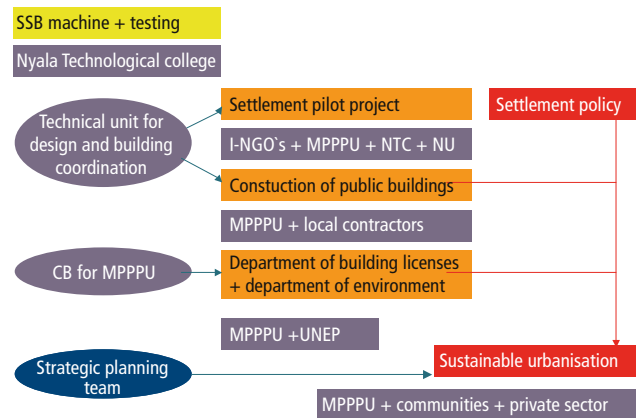 SSB machine + testing
Nyala Technological college
Settlement pilot project
Settlement policy
Technical unit for
design and building
coordination
I-NGO`s + MPPPU + NTC + NU
Constuction of public buildings
MPPPU + local contractors
CB for MPPPU
Department of building licenses
+ department of environment
MPPPU +UNEP
Strategic planning
team
Sustainable urbanisation
MPPPU + communities + private sector